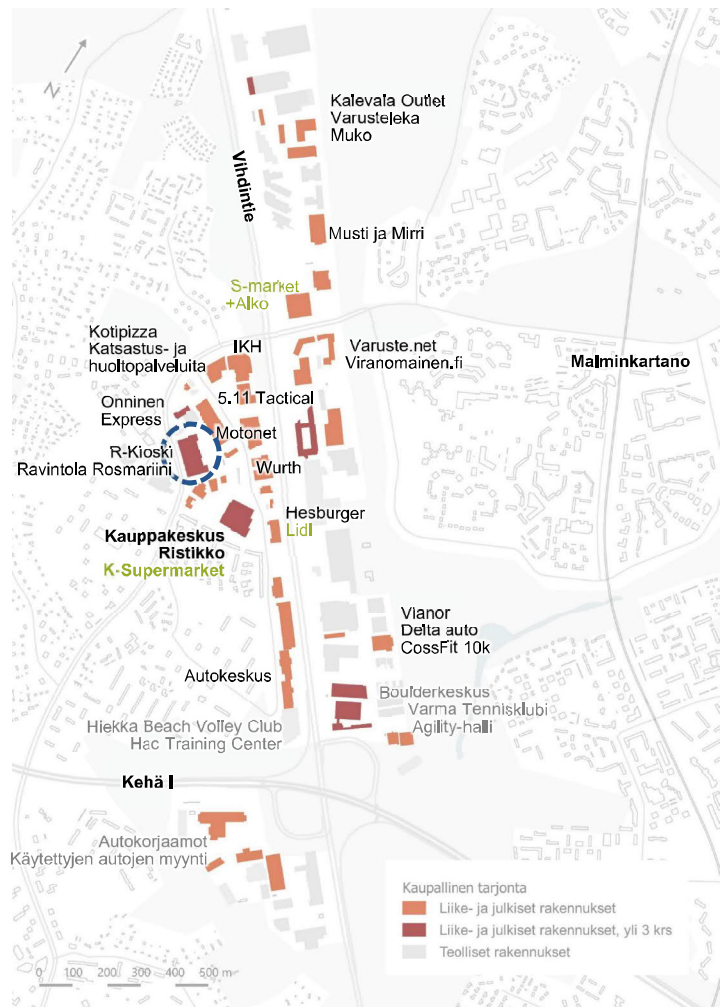 N
Kalevala Outlet
Varusteleka
Muko
Vihdintie
Musti ja Mirri
S-market
+Alko
Kotipizza
Katsastus- ja
huoltopalveluita
IKH
Varuste.net
Viranomainen.fi
Malminkartano
5.11 Tactical
Onninen
Express
Motonet
R-Kioski
Ravintola Rosmariini
Wurth
Hesburger
Lidl
Kauppakeskus
Ristikko
K-Supermarket
Vianor
Delta auto
CossFit 10k
Autokeskus
Boulderkeskus
Varma Tennisklubi
Agility-halli
Hiekka Beach Volley Club
Hac Training Center
Kehä I
Autokorjaamot
Käytettyjen autojen myynti
Kaupallinen tarjonta
Liike- ja julkiset rakennukset
Liike- ja julkiset rakennukset, yli 3 krs
Teolliset rakennukset
0 100 200 300 400 500 m